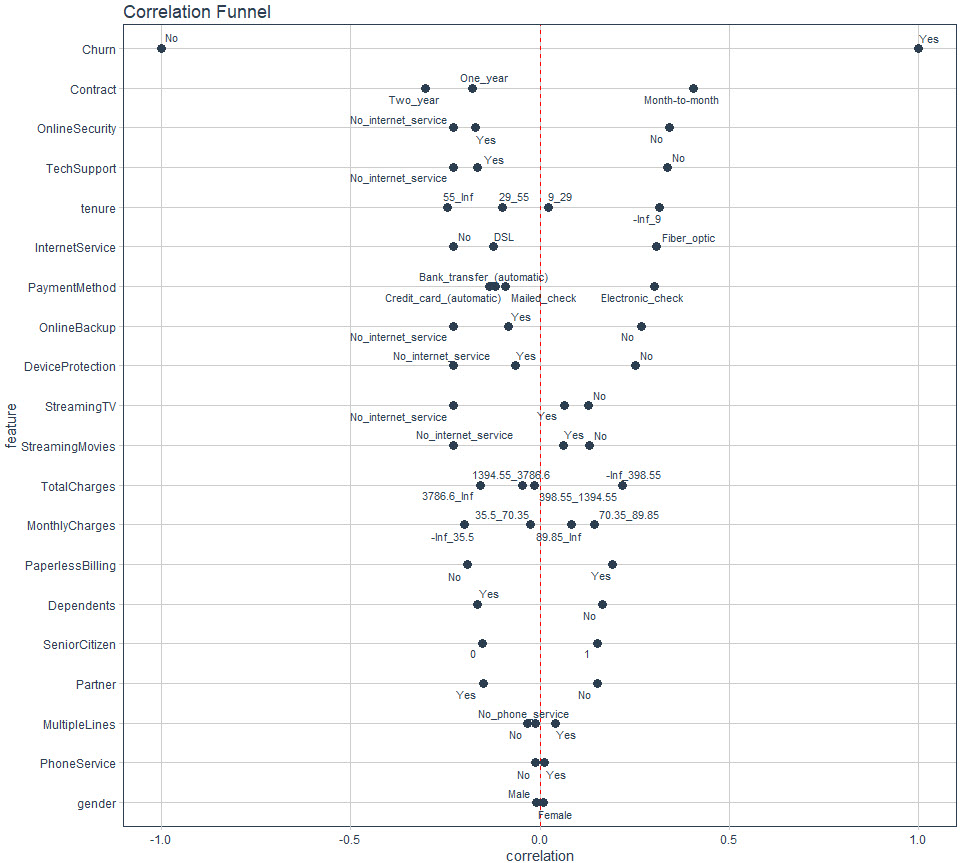 Correlation Funnel
No
Yes
Churn
One_year
Contract
Two_year
Month-to-month
No_internet_service
OnlineSecurity
Yes
No
Yes
No
TechSupport
No_internet_service
55_Inf 29_55 9_29
tenure
-Inf_9
No DSL Fiber_optic
InternetService
Bank_transfer_(automatic)
PaymentMethod
Credit_card_(automatic) Mailed_check Electronic_check
Yes
OnlineBackup
No_internet_service No
No_internet_service Yes No
DeviceProtection
No
StreamingTV
No_internet_service Yes
No_internet_service Yes No
StreamingMovies
1394.55_3786.6 -Inf_398.55
TotalCharges
3786.6_Inf 398.55_1394.55
35.5_70.35 70.35_89.85
MonthlyCharges
-Inf_35.5 89.85_Inf
PaperlessBilling
No Yes
Yes
Dependents
No
SeniorCitizen
0 1
Partner
Yes No
No_phone_service
MultipleLines
No Yes
PhoneService
No Yes
Male
gender
Female
feature
-1.0 -0.5 0.0 0.5 1.0
correlation